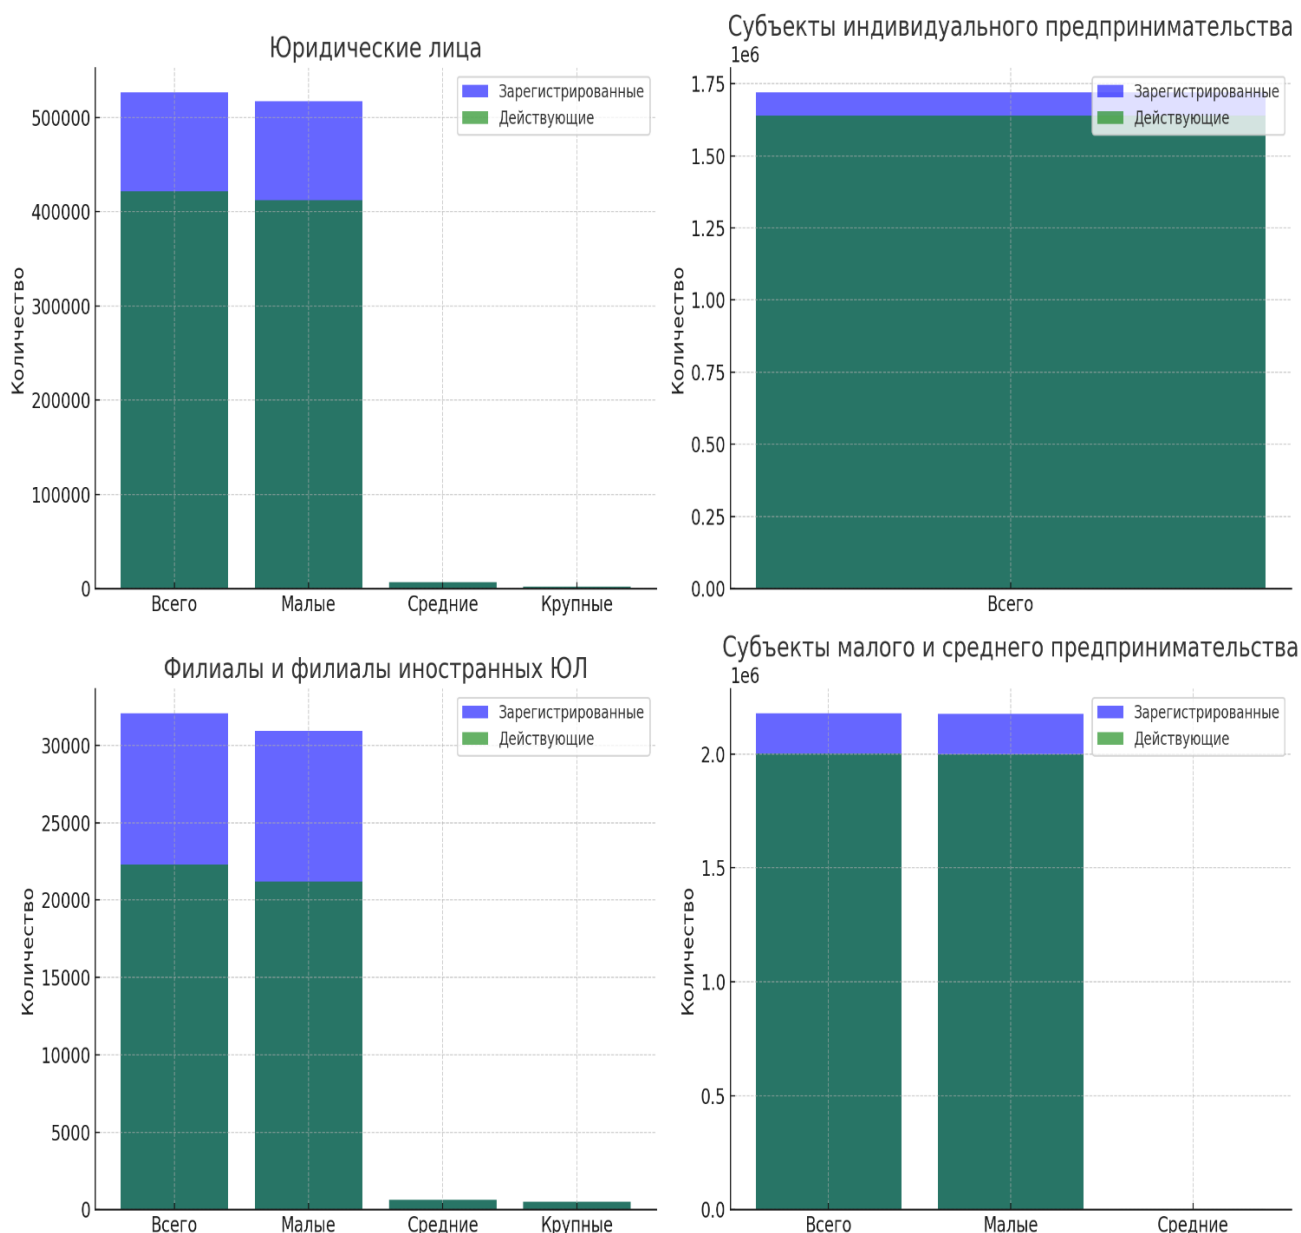 Юридические лица
Количество
500000
400000
300000
200000
100000
0
Зарегистрированные
Действующие
Всего Малые Средние Крупные
Субъекты индивидуального предпринимательства
1e6
Количество
1.75
1.50
1.25
1.00
0.75
0.50
0.25
0.00
Зарегистрированные
Действующие
Всего
Филиалы и филиалы иностранных ЮЛ
Количество
30000
25000
20000
15000
10000
5000
0
Зарегистрированные
Действующие
Всего Малые Средние Крупные
Субъекты малого и среднего предпринимательства
1e6
Количество
2.0
1.5
1.0
0.5
0.0
Зарегистрированные
Действующие
Всего Малые Средние